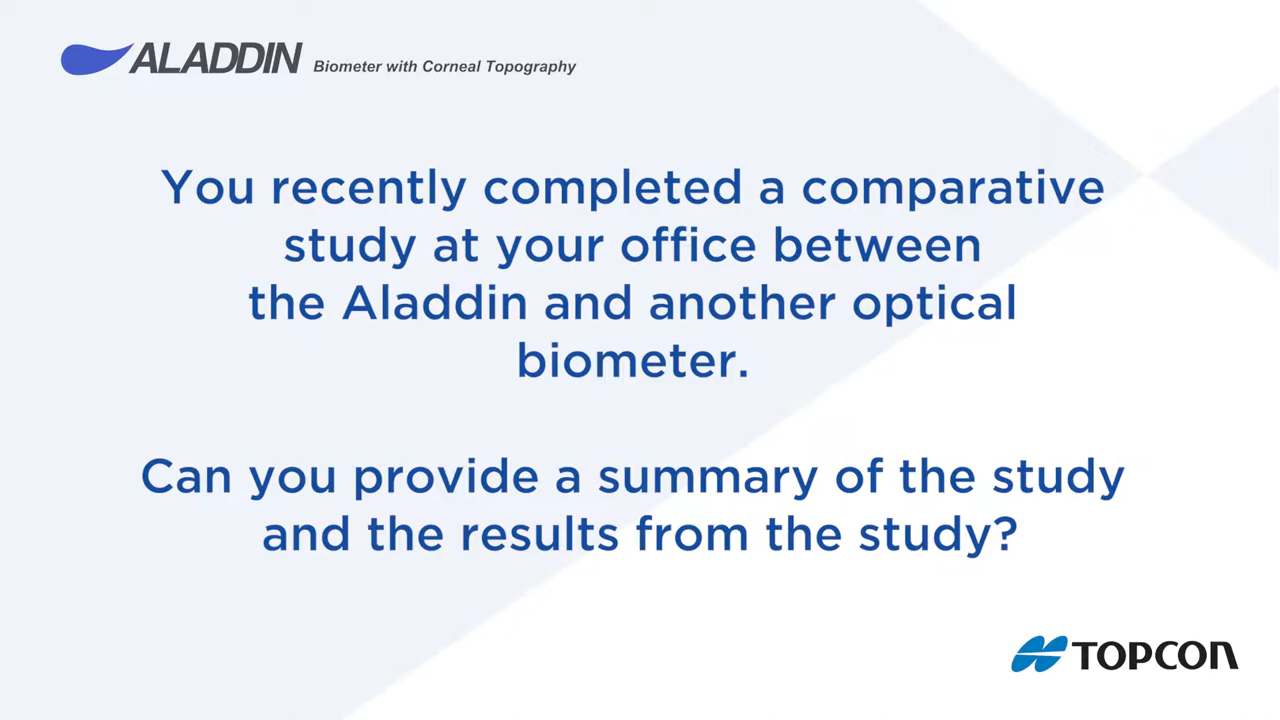 ALADDIN Biometer with Corneal Topography
You recently completed a comparative
study at your office between
the Aladdin and another optical
biometer.
Can you provide a summary of the study
and the results from the study?
TOPCON